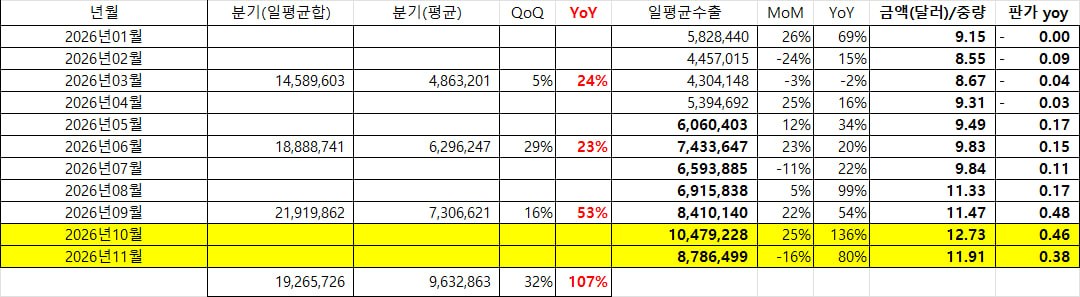 년월 분기(일평균합) 분기(평균) QoQ YoY 일평균수출 MoM YoY 금액(달러)/중량 판가 yoy
2026년01월 5,828,440 26% 69% 9.15 - 0.00
2026년02월 4,457,015 -24% 15% 8.55 - 0.09
2026년03월 14,589,603 4,863,201 5% 24% 4,304,148 -3% -2% 8.67 - 0.04
2026년04월 5,394,692 25% 16% 9.31 - 0.03
2026년05월 6,060,403 12% 34% 9.49 0.17
2026년06월 18,888,741 6,296,247 29% 23% 7,433,647 23% 20% 9.83 0.15
2026년07월 6,593,885 -11% 22% 9.84 0.11
2026년08월 6,915,838 5% 99% 11.33 0.17
2026년09월 21,919,862 7,306,621 16% 53% 8,410,140 22% 54% 11.47 0.48
2026년10월 10,479,228 25% 136% 12.73 0.46
2026년11월 8,786,499 -16% 80% 11.91 0.38
19,265,726 9,632,863 32% 107%